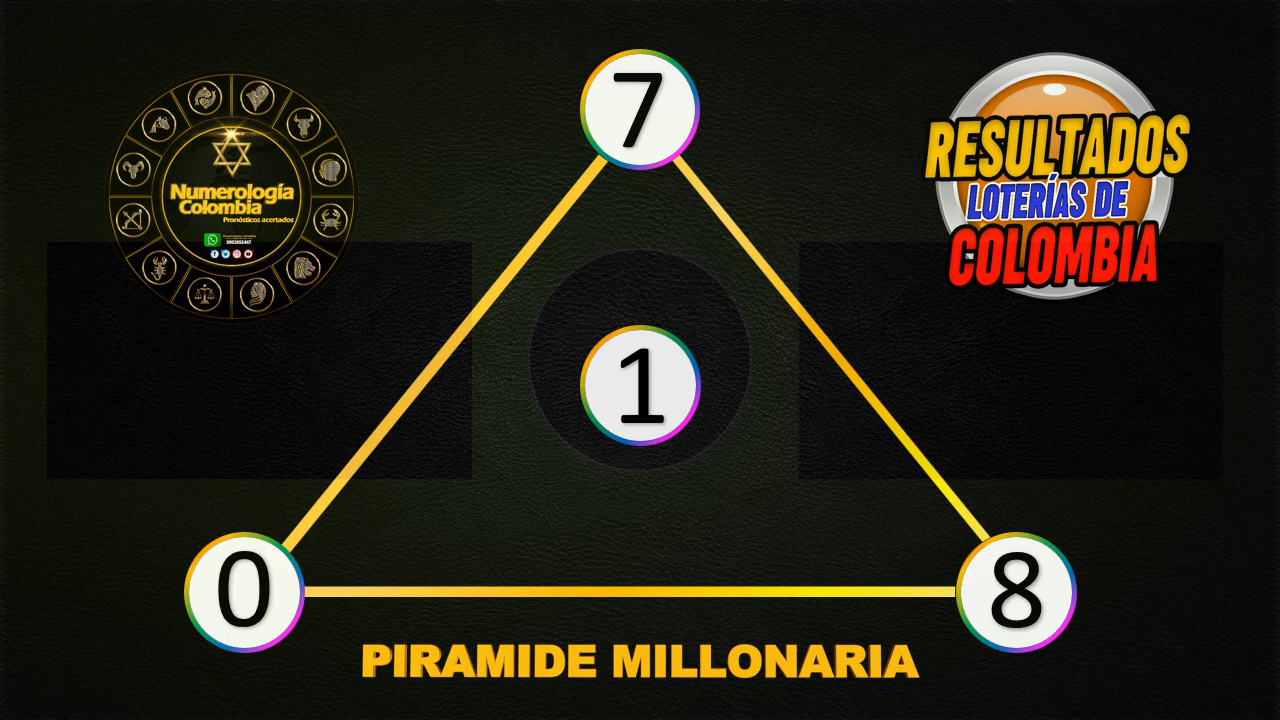 7
Numerología
Colombia
Pronósticos acertados
RESULTADOS
LOTERÍAS DE
COLOMBIA
1
0
8
PIRAMIDE MILLONARIA